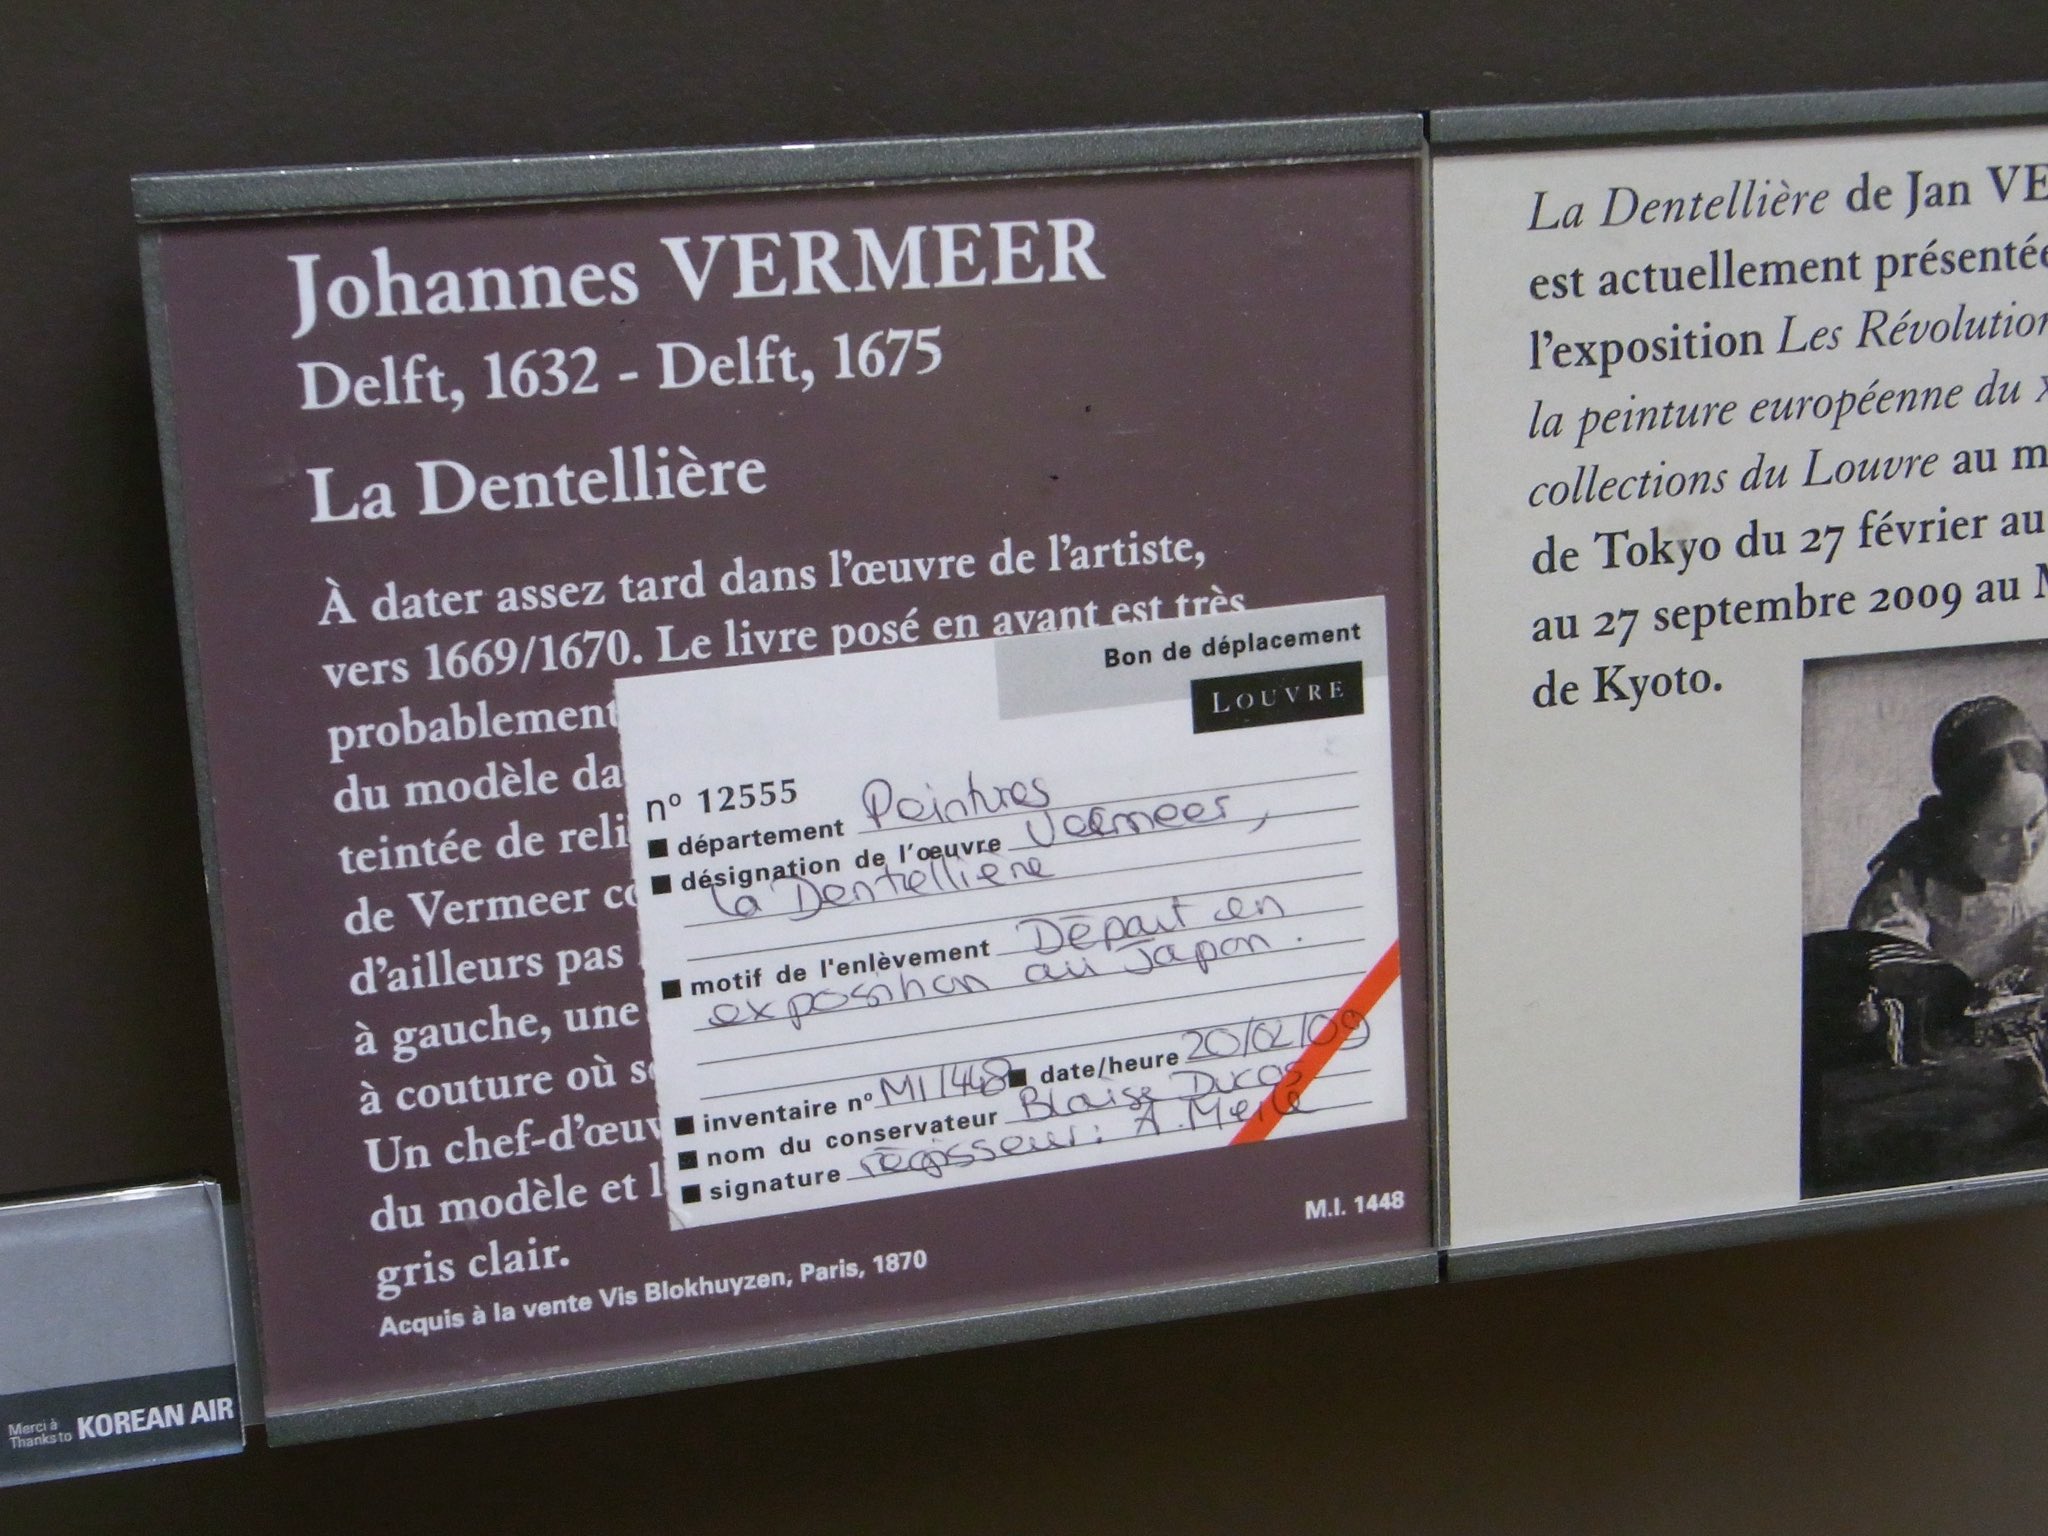 Johannes VERMEER
Delft, 1632 - Delft, 1675
La Dentellière
À dater assez tard dans l'œuvre de l'artiste,
vers 1669/1670. Le livre posé en avant est très
probablement
du modèle da
teintée de reli
de Vermeer co
d'ailleurs pas
à gauche, une
à couture où s
Un chef-d'œuv
du modèle et l
gris clair.
Acquis à la vente Vis Blokhuyzen, Paris, 1870
M.I. 1448
Bon de déplacement
LOUVRE
nº 12555
■ département Peintures
■ désignation de l'œuvre Vermeer,
La Dentellière
■ motif de l'enlèvement Départ en
exposition au Japon.
■ inventaire nº MI1448 ■ date/heure 20/02/09
■ nom du conservateur Blaise Ducos
■ signature régisseur: A.
La Dentellière de Jan VE
est actuellement présentée
l'exposition Les Révolution
la peinture européenne du X
collections du Louvre au m
de Tokyo du 27 février au
au 27 septembre 2009 au M
de Kyoto.
Merci à
Thanks to KOREAN AIR